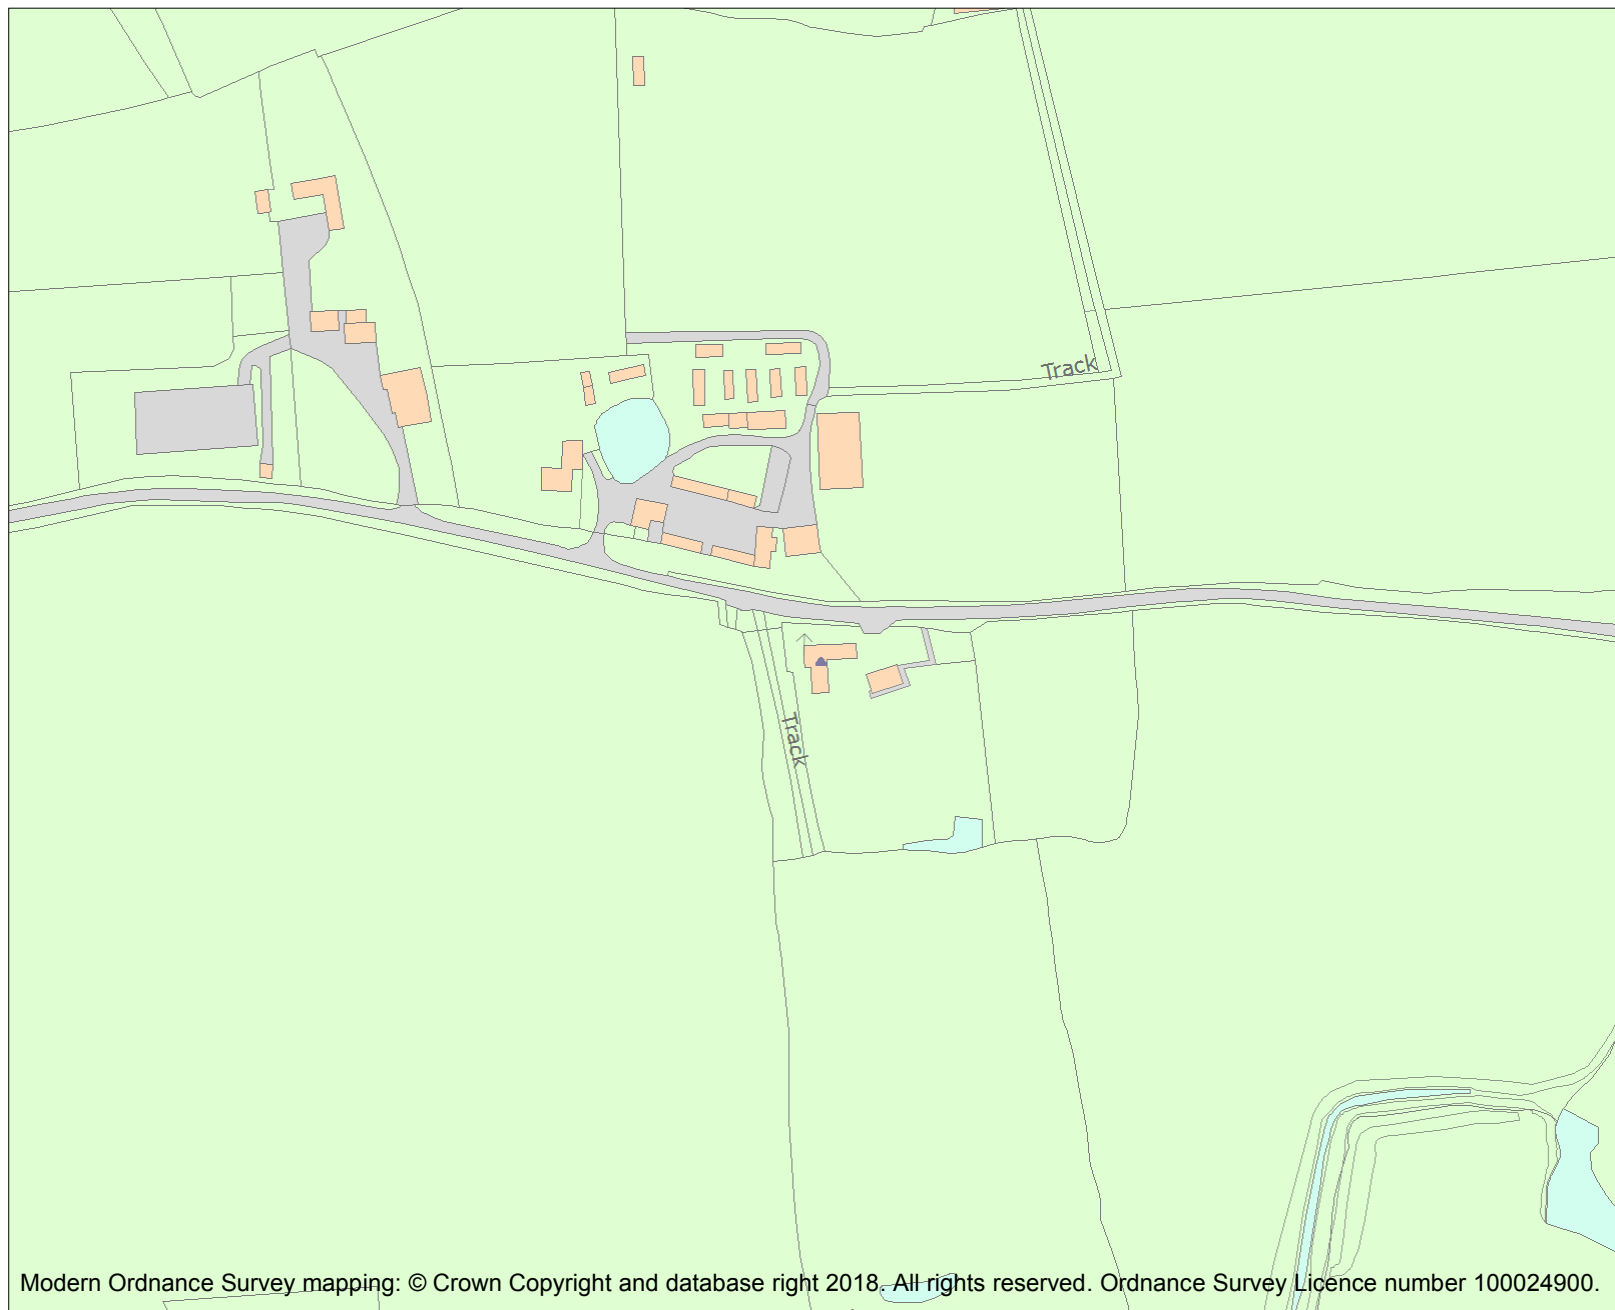 Track
Track
Modern Ordnance Survey mapping: © Crown Copyright and database right 2018. All rights reserved. Ordnance Survey Licence number 100024900.